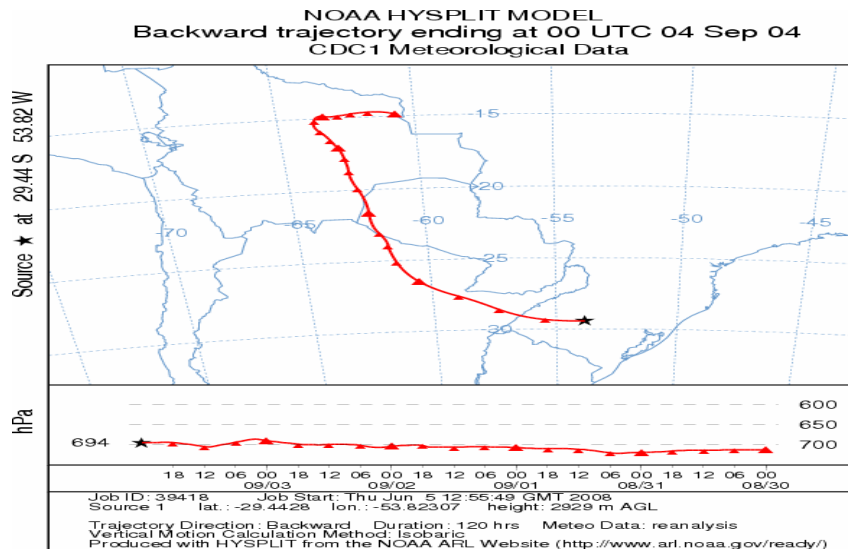 NOAA HYSPLIT MODEL
Backward trajectory ending at 00 UTC 04 Sep 04
CDC1 Meteorological Data
Source ★ at 29.44 S 53.82 W
-15
-20
-70
-65
-60
-55
-50
-45
-25
-30
hPa
600
650
694
700
18 12 06 00 18 12 06 00 18 12 06 00 18 12 06 00 18 12 06 00
09/03 09/02 09/01 08/31 08/30
Job ID: 39418 Job Start: Thu Jun 5 12:55:49 GMT 2008
Source 1 lat.: -29.4428 lon.: -53.82307 height: 2929 m AGL
Trajectory Direction: Backward Duration: 120 hrs Meteo Data: reanalysis
Vertical Motion Calculation Method: Isobaric
Produced with HYSPLIT from the NOAA ARL Website (http://www.arl.noaa.gov/ready/)